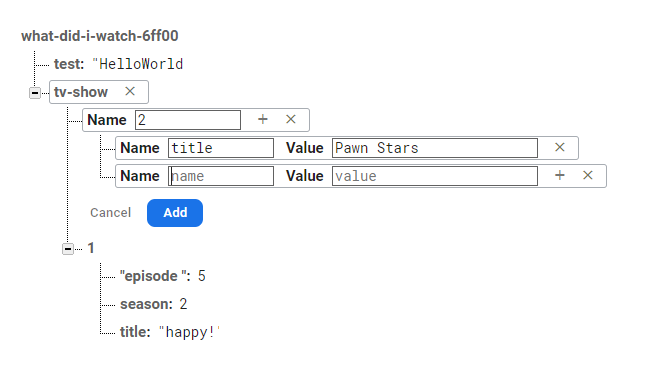 what-did-i-watch-6ff00
test: "HelloWorld
tv-show ×
Name 2 + ×
Name title Value Pawn Stars ×
Name name Value value + ×
Cancel Add
1
"episode ": 5
season: 2
title: "happy!'